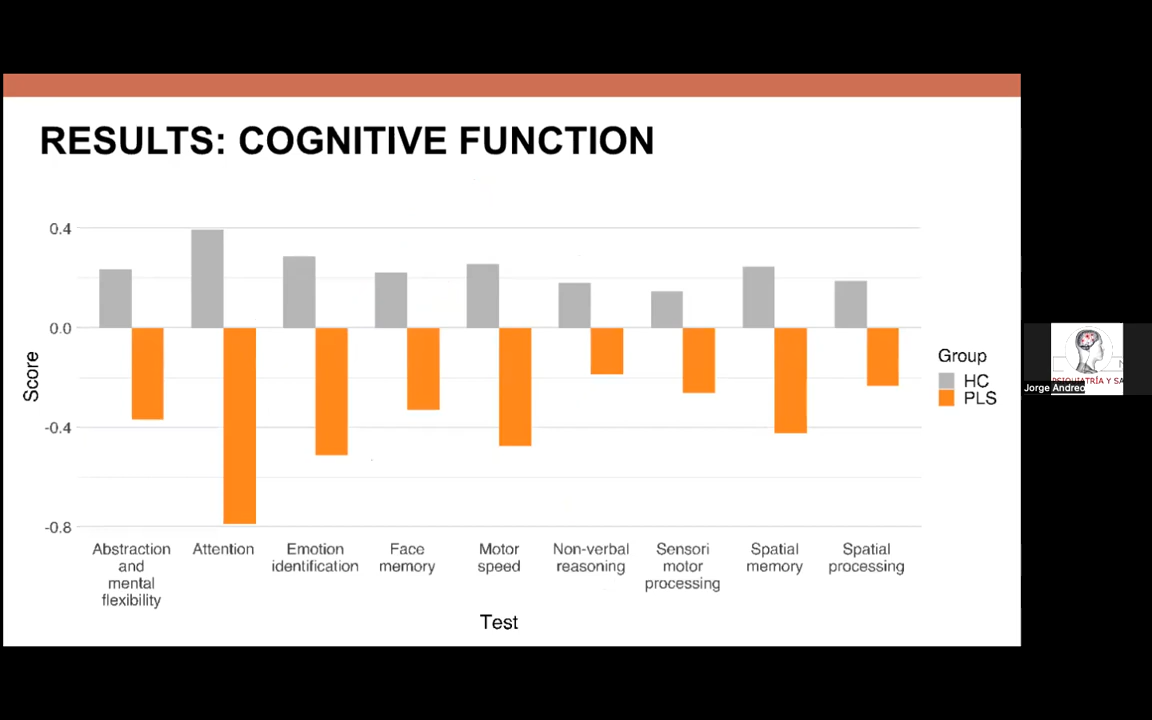 RESULTS: COGNITIVE FUNCTION
0.4
0.0
-0.4
-0.8
Score
Abstraction
and
mental
flexibility
Attention
Emotion
identification
Face
memory
Motor
speed
Non-verbal
reasoning
Sensori
motor
processing
Spatial
memory
Spatial
processing
Test
Group
HC
PLS
PSIQUIATRÍA Y SA
Jorge Andreo